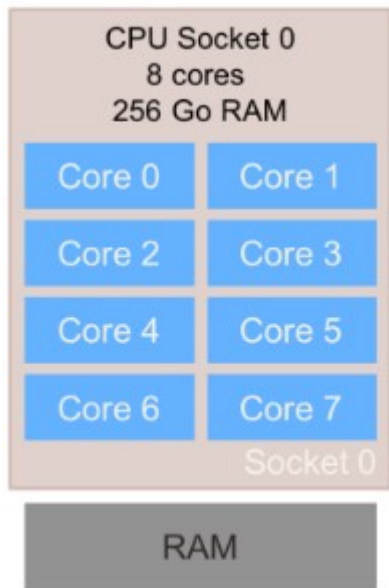 CPU Socket 0
8 cores
256 Go RAM
Core 0
Core 1
Core 2
Core 3
Core 4
Core 5
Core 6
Core 7
Socket 0
RAM